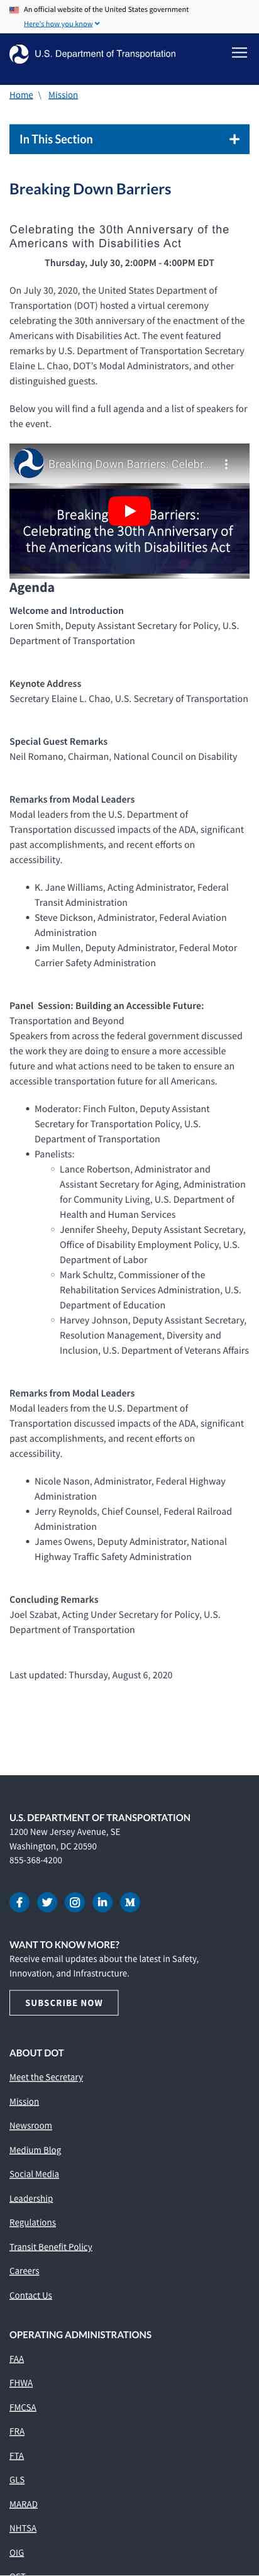 An official website of the United States government
Here's how you know
U.S. Department of Transportation
Home \ Mission
In This Section
Breaking Down Barriers
Celebrating the 30th Anniversary of the
Americans with Disabilities Act
Thursday, July 30, 2:00PM - 4:00PM EDT
On July 30, 2020, the United States Department of
Transportation (DOT) hosted a virtual ceremony
celebrating the 30th anniversary of the enactment of the
Americans with Disabilities Act. The event featured
remarks by U.S. Department of Transportation Secretary
Elaine L. Chao, DOT's Modal Administrators, and other
distinguished guests.
Below you will find a full agenda and a list of speakers for
the event.
Breaking Down Barriers: Celebr...
Breaking Barriers:
Celebrating the 30th Anniversary of
the Americans with Disabilities Act
Agenda
Welcome and Introduction
Loren Smith, Deputy Assistant Secretary for Policy, U.S.
Department of Transportation
Keynote Address
Secretary Elaine L. Chao, U.S. Secretary of Transportation
Special Guest Remarks
Neil Romano, Chairman, National Council on Disability
Remarks from Modal Leaders
Modal leaders from the U.S. Department of
Transportation discussed impacts of the ADA, significant
past accomplishments, and recent efforts on
accessibility.
• K. Jane Williams, Acting Administrator, Federal
Transit Administration
• Steve Dickson, Administrator, Federal Aviation
Administration
• Jim Mullen, Deputy Administrator, Federal Motor
Carrier Safety Administration
Panel Session: Building an Accessible Future:
Transportation and Beyond
Speakers from across the federal government discussed
the work they are doing to ensure a more accessible
future and what actions need to be taken to ensure an
accessible transportation future for all Americans.
• Moderator: Finch Fulton, Deputy Assistant
Secretary for Transportation Policy, U.S.
Department of Transportation
• Panelists:
○ Lance Robertson, Administrator and
Assistant Secretary for Aging, Administration
for Community Living, U.S. Department of
Health and Human Services
○ Jennifer Sheehy, Deputy Assistant Secretary,
Office of Disability Employment Policy, U.S.
Department of Labor
○ Mark Schultz, Commissioner of the
Rehabilitation Services Administration, U.S.
Department of Education
○ Harvey Johnson, Deputy Assistant Secretary,
Resolution Management, Diversity and
Inclusion, U.S. Department of Veterans Affairs
Remarks from Modal Leaders
Modal leaders from the U.S. Department of
Transportation discussed impacts of the ADA, significant
past accomplishments, and recent efforts on
accessibility.
• Nicole Nason, Administrator, Federal Highway
Administration
• Jerry Reynolds, Chief Counsel, Federal Railroad
Administration
• James Owens, Deputy Administrator, National
Highway Traffic Safety Administration
Concluding Remarks
Joel Szabat, Acting Under Secretary for Policy, U.S.
Department of Transportation
Last updated: Thursday, August 6, 2020
U.S. DEPARTMENT OF TRANSPORTATION
1200 New Jersey Avenue, SE
Washington, DC 20590
855-368-4200
WANT TO KNOW MORE?
Receive email updates about the latest in Safety,
Innovation, and Infrastructure.
SUBSCRIBE NOW
ABOUT DOT
Meet the Secretary
Mission
Newsroom
Medium Blog
Social Media
Leadership
Regulations
Transit Benefit Policy
Careers
Contact Us
OPERATING ADMINISTRATIONS
FAA
FHWA
FMCSA
FRA
FTA
GLS
MARAD
NHTSA
OIG